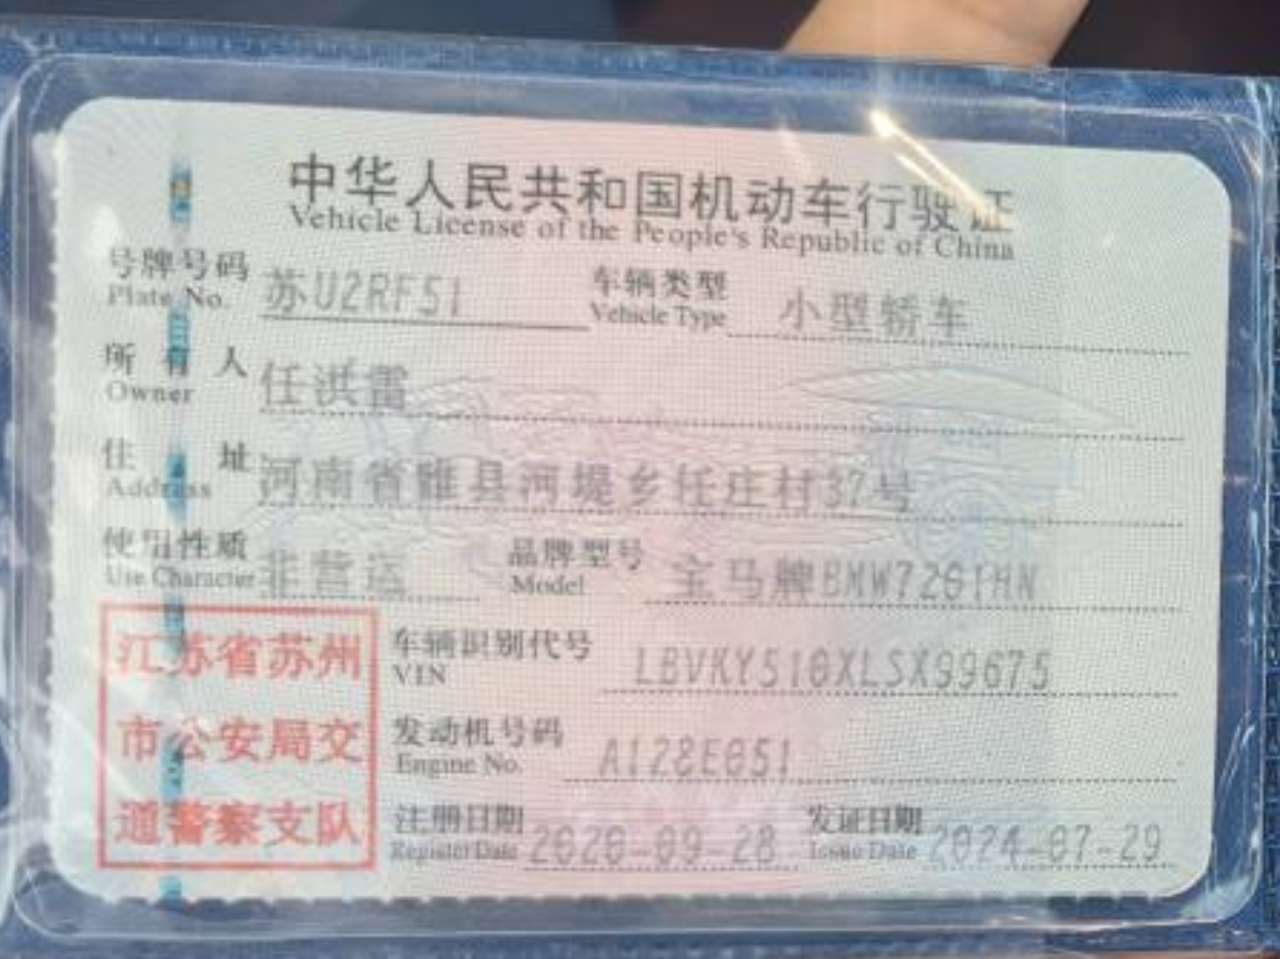 中华人民共和国机动车行驶证
Vehicle License of the People's Republic of China
号牌号码 苏U2RF51 车辆类型 小型轿车
Plate No. Vehicle Type
所有人 任洪雷
Owner
住址 河南省睢县河堤乡任庄村37号
Address
使用性质 非营运 品牌型号 宝马牌BMW7201HN
Use Character Model
江苏省苏州
市公安局交
通警察支队
车辆识别代号 LBVKY510XLSX99675
VIN
发动机号码 A128E051
Engine No.
注册日期 2020-09-28 发证日期 2024-07-29
Register Date Issue Date